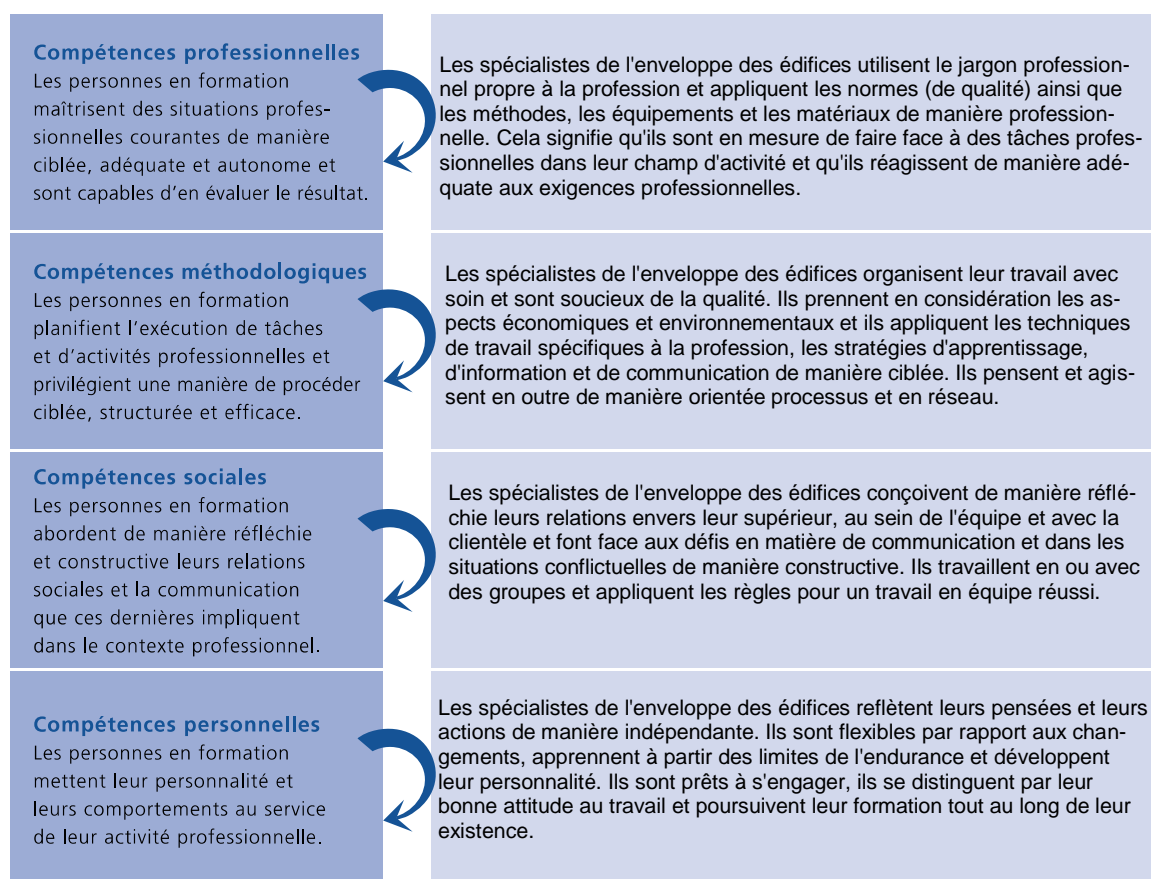 Compétences professionnelles
Les personnes en formation
maîtrisent des situations profes-
sionnelles courantes de manière
ciblée, adéquate et autonome et
sont capables d'en évaluer le résultat.
Les spécialistes de l'enveloppe des édifices utilisent le jargon profession-
nel propre à la profession et appliquent les normes (de qualité) ainsi que
les méthodes, les équipements et les matériaux de manière profession-
nelle. Cela signifie qu'ils sont en mesure de faire face à des tâches profes-
sionnelles dans leur champ d'activité et qu'ils réagissent de manière adé-
quate aux exigences professionnelles.
Compétences méthodologiques
Les personnes en formation
planifient l'exécution de tâches
et d'activités professionnelles et
privilégient une manière de procéder
ciblée, structurée et efficace.
Les spécialistes de l'enveloppe des édifices organisent leur travail avec
soin et sont soucieux de la qualité. Ils prennent en considération les as-
pects économiques et environnementaux et ils appliquent les techniques
de travail spécifiques à la profession, les stratégies d'apprentissage,
d'information et de communication de manière ciblée. Ils pensent et agis-
sent en outre de manière orientée processus et en réseau.
Compétences sociales
Les personnes en formation
abordent de manière réfléchie
et constructive leurs relations
sociales et la communication
que ces dernières impliquent
dans le contexte professionnel.
Les spécialistes de l'enveloppe des édifices conçoivent de manière réflé-
chie leurs relations envers leur supérieur, au sein de l'équipe et avec la
clientèle et font face aux défis en matière de communication et dans les
situations conflictuelles de manière constructive. Ils travaillent en ou avec
des groupes et appliquent les règles pour un travail en équipe réussi.
Compétences personnelles
Les personnes en formation
mettent leur personnalité et
leurs comportements au service
de leur activité professionnelle.
Les spécialistes de l'enveloppe des édifices reflètent leurs pensées et leurs
actions de manière indépendante. Ils sont flexibles par rapport aux chan-
gements, apprennent à partir des limites de l'endurance et développent
leur personnalité. Ils sont prêts à s'engager, ils se distinguent par leur
bonne attitude au travail et poursuivent leur formation tout au long de leur
existence.